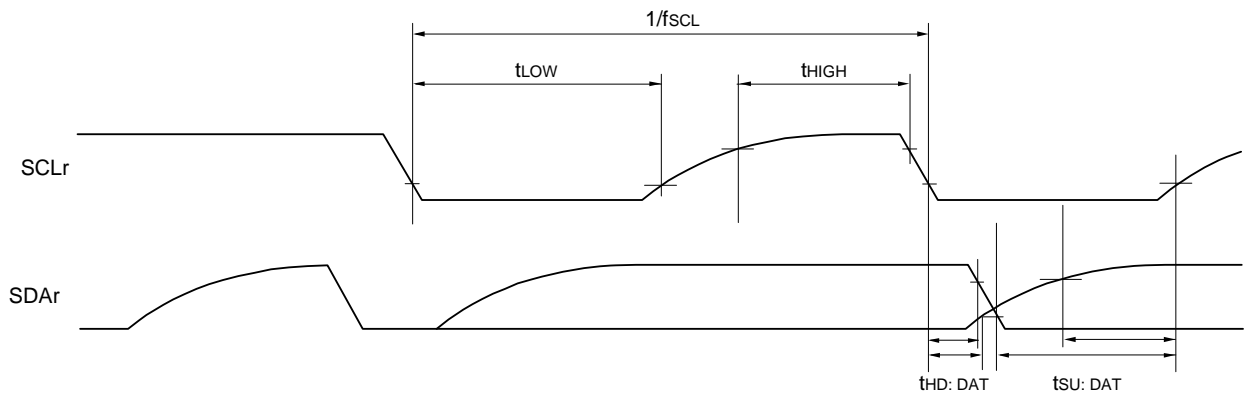 1/fSCL
tLOW
tHIGH
SCLr
SDAr
tHD: DAT
tSU: DAT